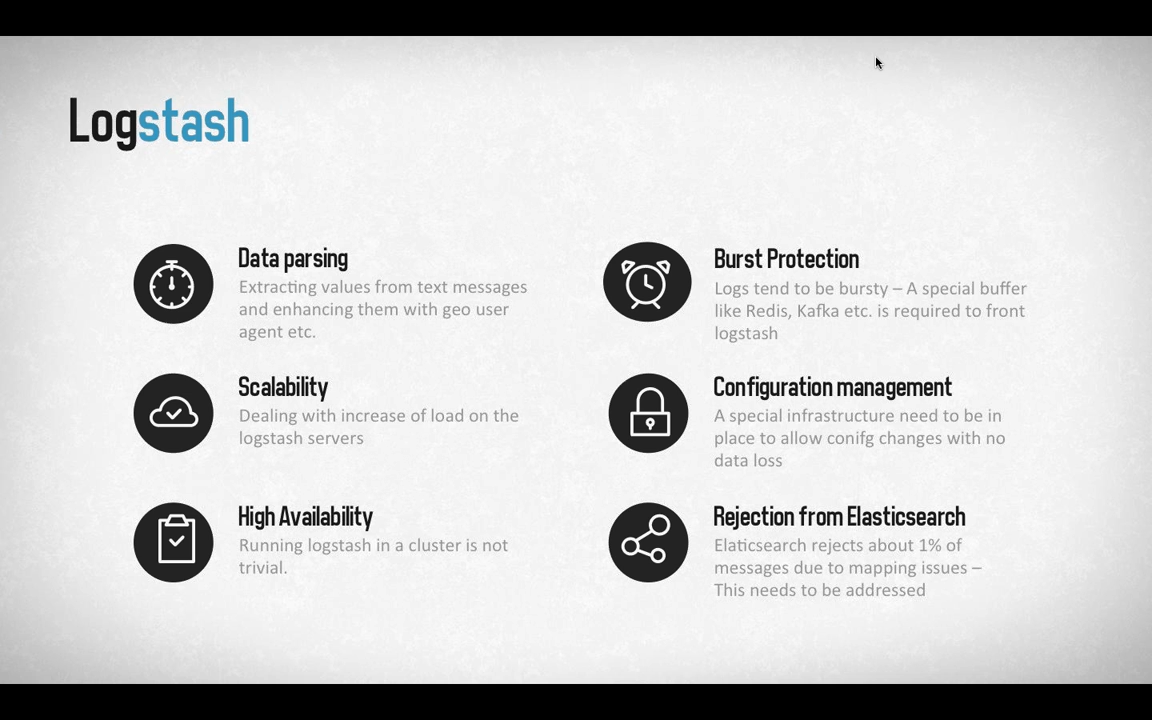 Logstash
Data parsing
Extracting values from text messages
and enhancing them with geo user
agent etc.
Scalability
Dealing with increase of load on the
logstash servers
High Availability
Running logstash in a cluster is not
trivial.
Burst Protection
Logs tend to be bursty – A special buffer
like Redis, Kafka etc. is required to front
logstash
Configuration management
A special infrastructure need to be in
place to allow conifg changes with no
data loss
Rejection from Elasticsearch
Elaticsearch rejects about 1% of
messages due to mapping issues –
This needs to be addressed